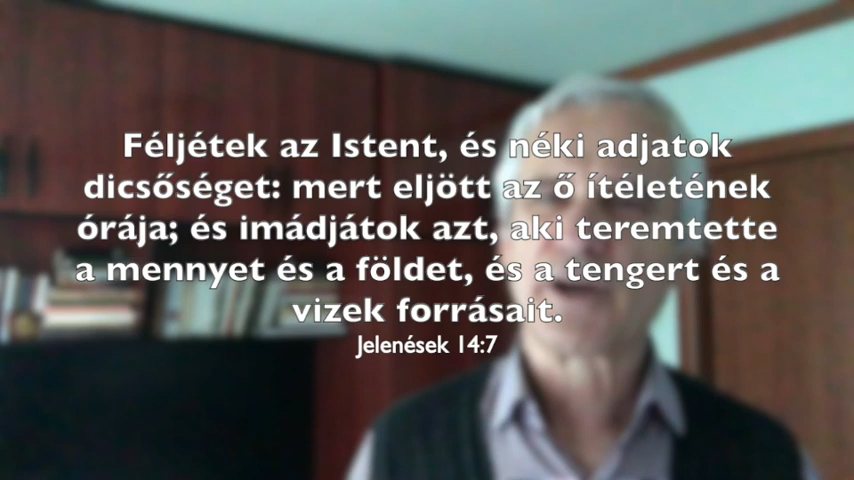 Féljétek az Istent, és néki adjatok
dicsőséget: mert eljött az ő ítéletének
órája; és imádjátok azt, aki teremtette
a mennyet és a földet, és a tengert és a
vizek forrásait.
Jelenések 14:7